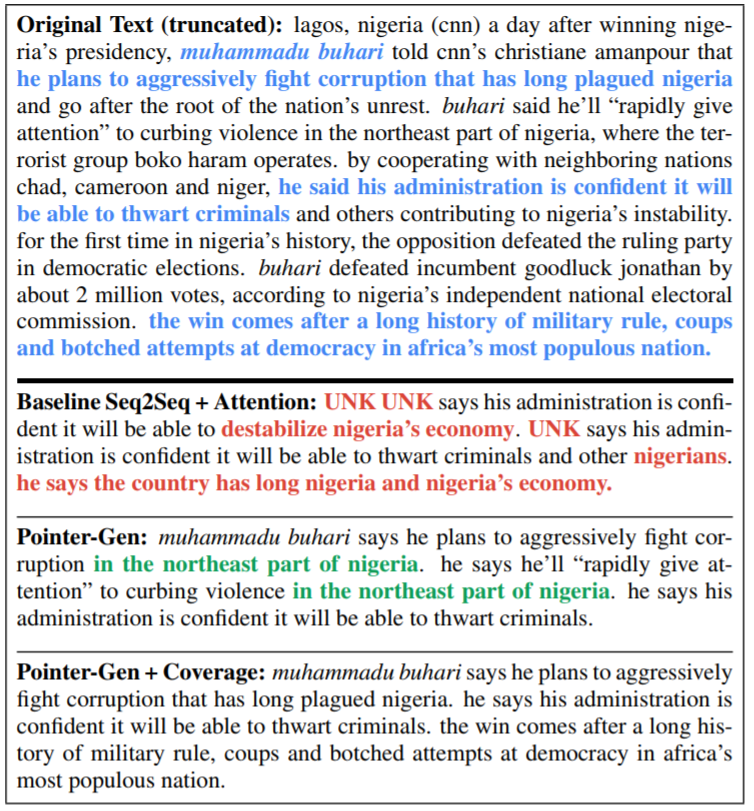 Original Text (truncated): lagos, nigeria (cnn) a day after winning nige-
ria’s presidency, muhammadu buhari told cnn’s christiane amanpour that
he plans to aggressively fight corruption that has long plagued nigeria
and go after the root of the nation’s unrest. buhari said he’ll “rapidly give
attention” to curbing violence in the northeast part of nigeria, where the ter-
rorist group boko haram operates. by cooperating with neighboring nations
chad, cameroon and niger, he said his administration is confident it will
be able to thwart criminals and others contributing to nigeria’s instability.
for the first time in nigeria’s history, the opposition defeated the ruling party
in democratic elections. buhari defeated incumbent goodluck jonathan by
about 2 million votes, according to nigeria’s independent national electoral
commission. the win comes after a long history of military rule, coups
and botched attempts at democracy in africa’s most populous nation.
Baseline Seq2Seq + Attention: UNK UNK says his administration is confi-
dent it will be able to destabilize nigeria’s economy. UNK says his admin-
istration is confident it will be able to thwart criminals and other nigerians.
he says the country has long nigeria and nigeria’s economy.
Pointer-Gen: muhammadu buhari says he plans to aggressively fight cor-
ruption in the northeast part of nigeria. he says he’ll “rapidly give at-
tention” to curbing violence in the northeast part of nigeria. he says his
administration is confident it will be able to thwart criminals.
Pointer-Gen + Coverage: muhammadu buhari says he plans to aggressively
fight corruption that has long plagued nigeria. he says his administration is
confident it will be able to thwart criminals. the win comes after a long his-
tory of military rule, coups and botched attempts at democracy in africa’s
most populous nation.